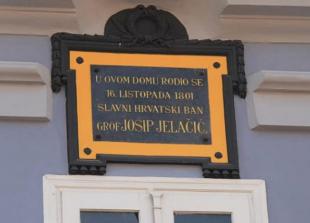 U OVOM DOMU RODIO SE
16. LISTOPADA 1801
SLAVNI HRVATSKI BAN
GROF JOSIP JELAČIĆ.